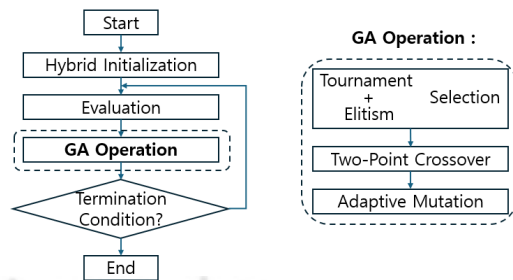 Start
Hybrid Initialization
Evaluation
GA Operation
Termination
Condition?
End
GA Operation :
Tournament
+
Elitism
Selection
Two-Point Crossover
Adaptive Mutation